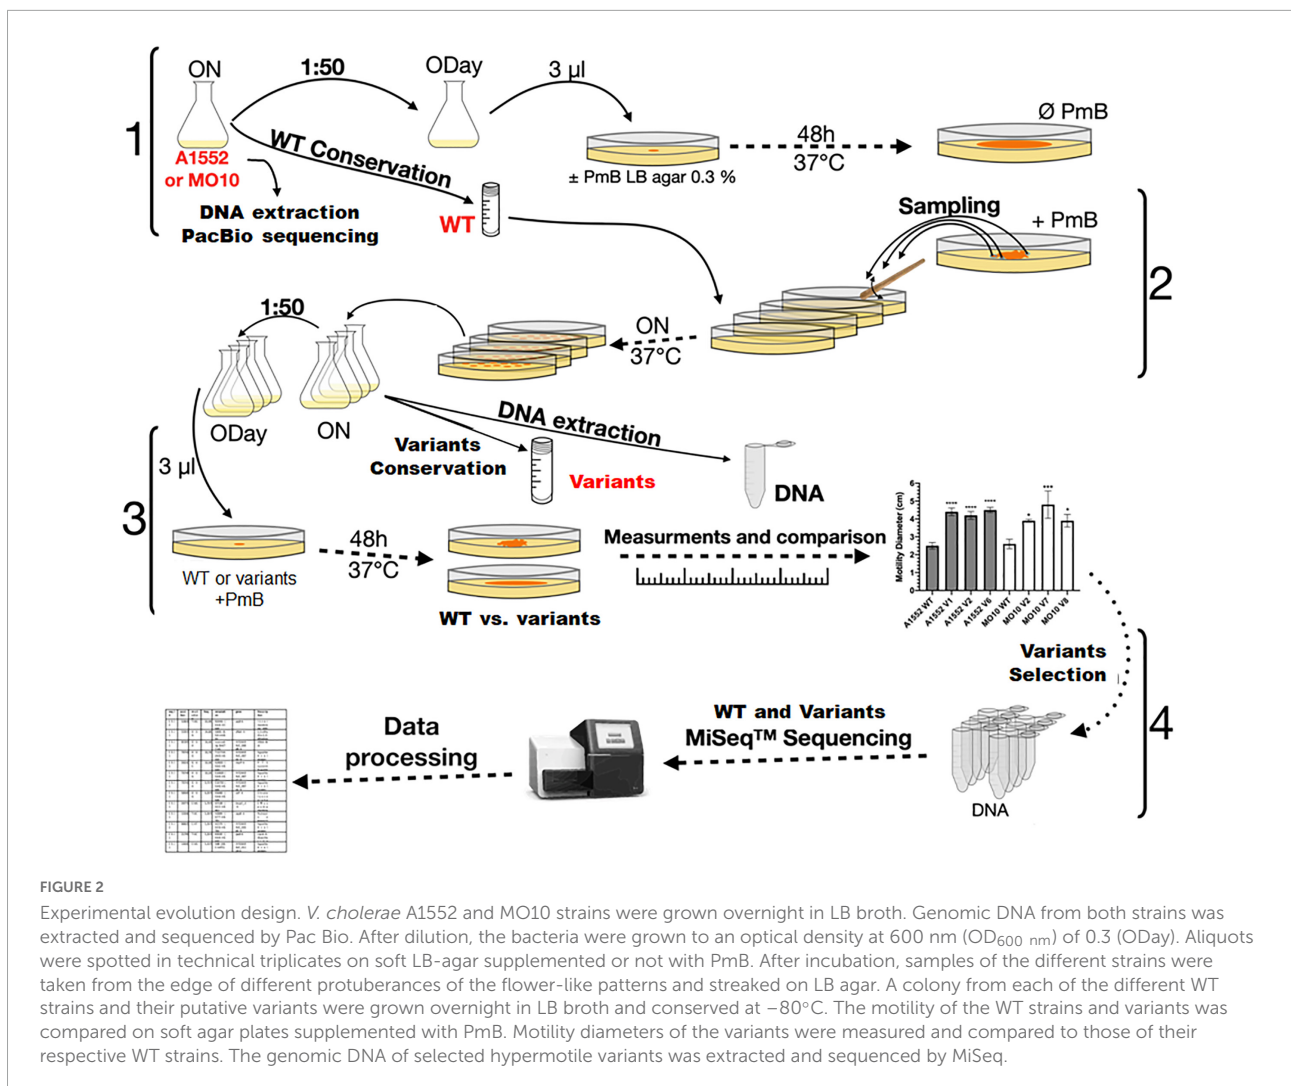 1
ON
1:50
ODay
3 µl
Ø PmB
48h
37°C
A1552
or MO10
WT Conservation
± PmB LB agar 0.3 %
DNA extraction
PacBio sequencing
WT
Sampling
+ PmB
2
1:50
ON
37°C
ODay
ON
DNA extraction
Variants
Conservation
Variants
DNA
3
3 µl
48h
37°C
WT or variants
+PmB
WT vs. variants
Measurments and comparison
Motility Diameter (cm)
6
5
4
3
2
1
0
****
****
****
*
***
*
A1552 WT
A1552 V1
A1552 V2
A1552 V6
MO10 WT
MO10 V2
MO10 V7
MO10 V8
Variants
Selection
4
DNA
WT and Variants
MiSeq™ Sequencing
Data
processing
FIGURE 2
Experimental evolution design. V. cholerae A1552 and MO10 strains were grown overnight in LB broth. Genomic DNA from both strains was
extracted and sequenced by Pac Bio. After dilution, the bacteria were grown to an optical density at 600 nm (OD600 nm) of 0.3 (ODay). Aliquots
were spotted in technical triplicates on soft LB-agar supplemented or not with PmB. After incubation, samples of the different strains were
taken from the edge of different protuberances of the flower-like patterns and streaked on LB agar. A colony from each of the different WT
strains and their putative variants were grown overnight in LB broth and conserved at −80°C. The motility of the WT strains and variants was
compared on soft agar plates supplemented with PmB. Motility diameters of the variants were measured and compared to those of their
respective WT strains. The genomic DNA of selected hypermotile variants was extracted and sequenced by MiSeq.